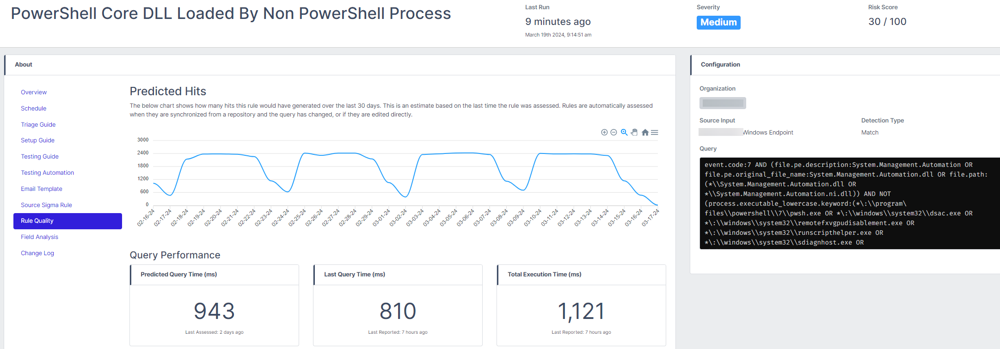 PowerShell Core DLL Loaded By Non PowerShell Process
Last Run
9 minutes ago
March 19th 2024, 9:14:51 am
Severity
Medium
Risk Score
30 / 100
About
Overview
Schedule
Triage Guide
Setup Guide
Testing Guide
Testing Automation
Email Template
Source Sigma Rule
Rule Quality
Field Analysis
Change Log
Predicted Hits
The below chart shows how many hits this rule would have generated over the last 30 days. This is an estimate based on the last time the rule was assessed. Rules are automatically assessed
when they are synchronized from a repository and the query has changed, or if they are edited directly.
3000
2400
1800
1200
600
0
02-16-24
02-17-24
02-18-24
02-19-24
02-20-24
02-21-24
02-22-24
02-23-24
02-24-24
02-25-24
02-26-24
02-27-24
02-28-24
02-29-24
03-01-24
03-02-24
03-03-24
03-04-24
03-05-24
03-06-24
03-07-24
03-08-24
03-09-24
03-10-24
03-11-24
03-12-24
03-13-24
03-14-24
03-15-24
03-16-24
03-17-24
Query Performance
Predicted Query Time (ms)
943
Last Assessed: 2 days ago
Last Query Time (ms)
810
Last Reported: 7 hours ago
Total Execution Time (ms)
1,121
Last Reported: 7 hours ago
Configuration
Organization
Source Input
Windows Endpoint
Detection Type
Match
Query
event.code:7 AND (file.pe.description:System.Management.Automation OR
file.pe.original_file_name:System.Management.Automation.dll OR file.path:
(*\\System.Management.Automation.dll OR
*\\System.Management.Automation.ni.dll)) AND NOT
(process.executable_lowercase.keyword:(*\:\\program\
files\\powershell\\7\\pwsh.exe OR *\:\\windows\\system32\\dsac.exe OR
*\:\\windows\\system32\\remotefxvgpudisablement.exe OR
*\:\\windows\\system32\\runscripthelper.exe OR
*\:\\windows\\system32\\sdiagnhost.exe OR